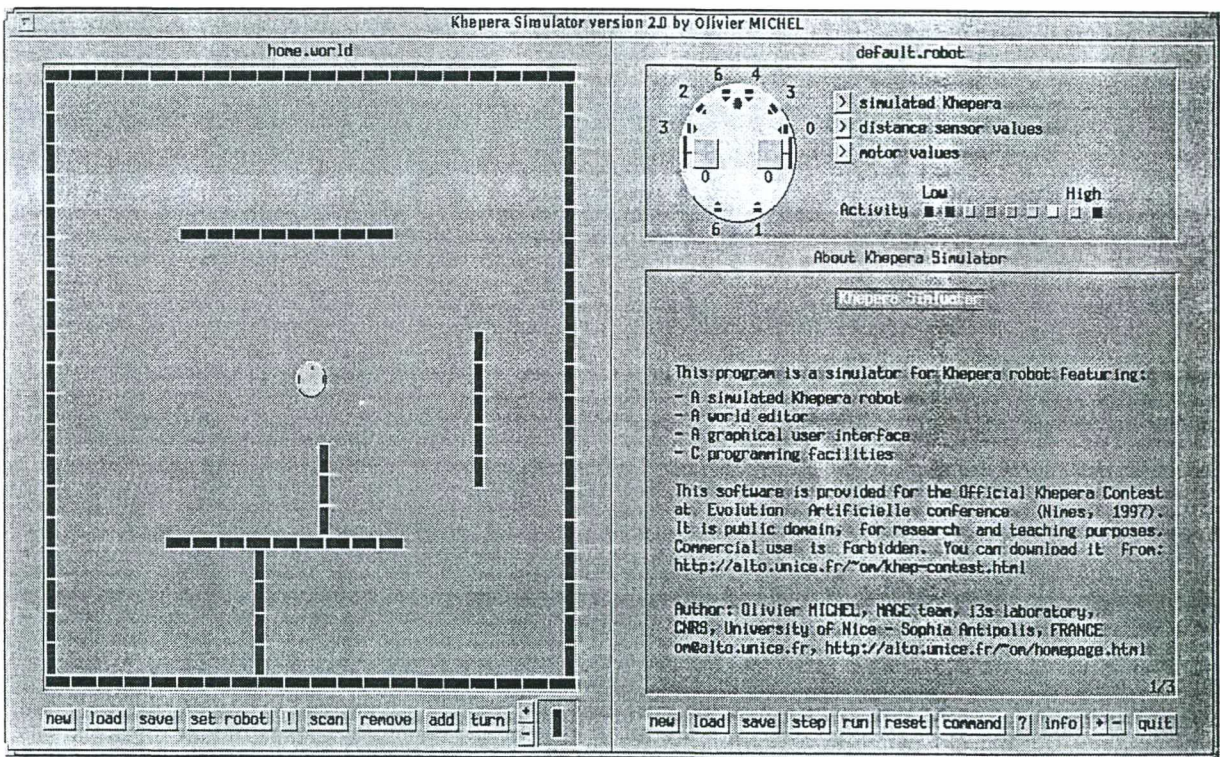 Khepera Simulator version 2.0 by Olivier MICHEL
home.world
new load save set robot ! scan remove add turn + -
default.robot
6 4
2 3
3 0
0 0
6 1
> simulated Khepera
> distance sensor values
> motor values
Low High
Activity
About Khepera Simulator
Khepera Simluator
This program is a simulator for Khepera robot featuring:
- A simulated Khepera robot
- A world editor
- A graphical user interface
- C programming facilities
This software is provided for the Official Khepera Contest
at Evolution Artificielle conference (Nimes, 1997).
It is public domain, for research and teaching purposes.
Commercial use is Forbidden. You can download it From:
http://alto.unice.fr/~om/khep-contest.html
Author: Olivier MICHEL, MAGE team, i3s laboratory,
CNRS, University of Nice - Sophia Antipolis, FRANCE
om@alto.unice.fr, http://alto.unice.fr/~om/homepage.html
1/3
new load save step run reset command ? info + - quit